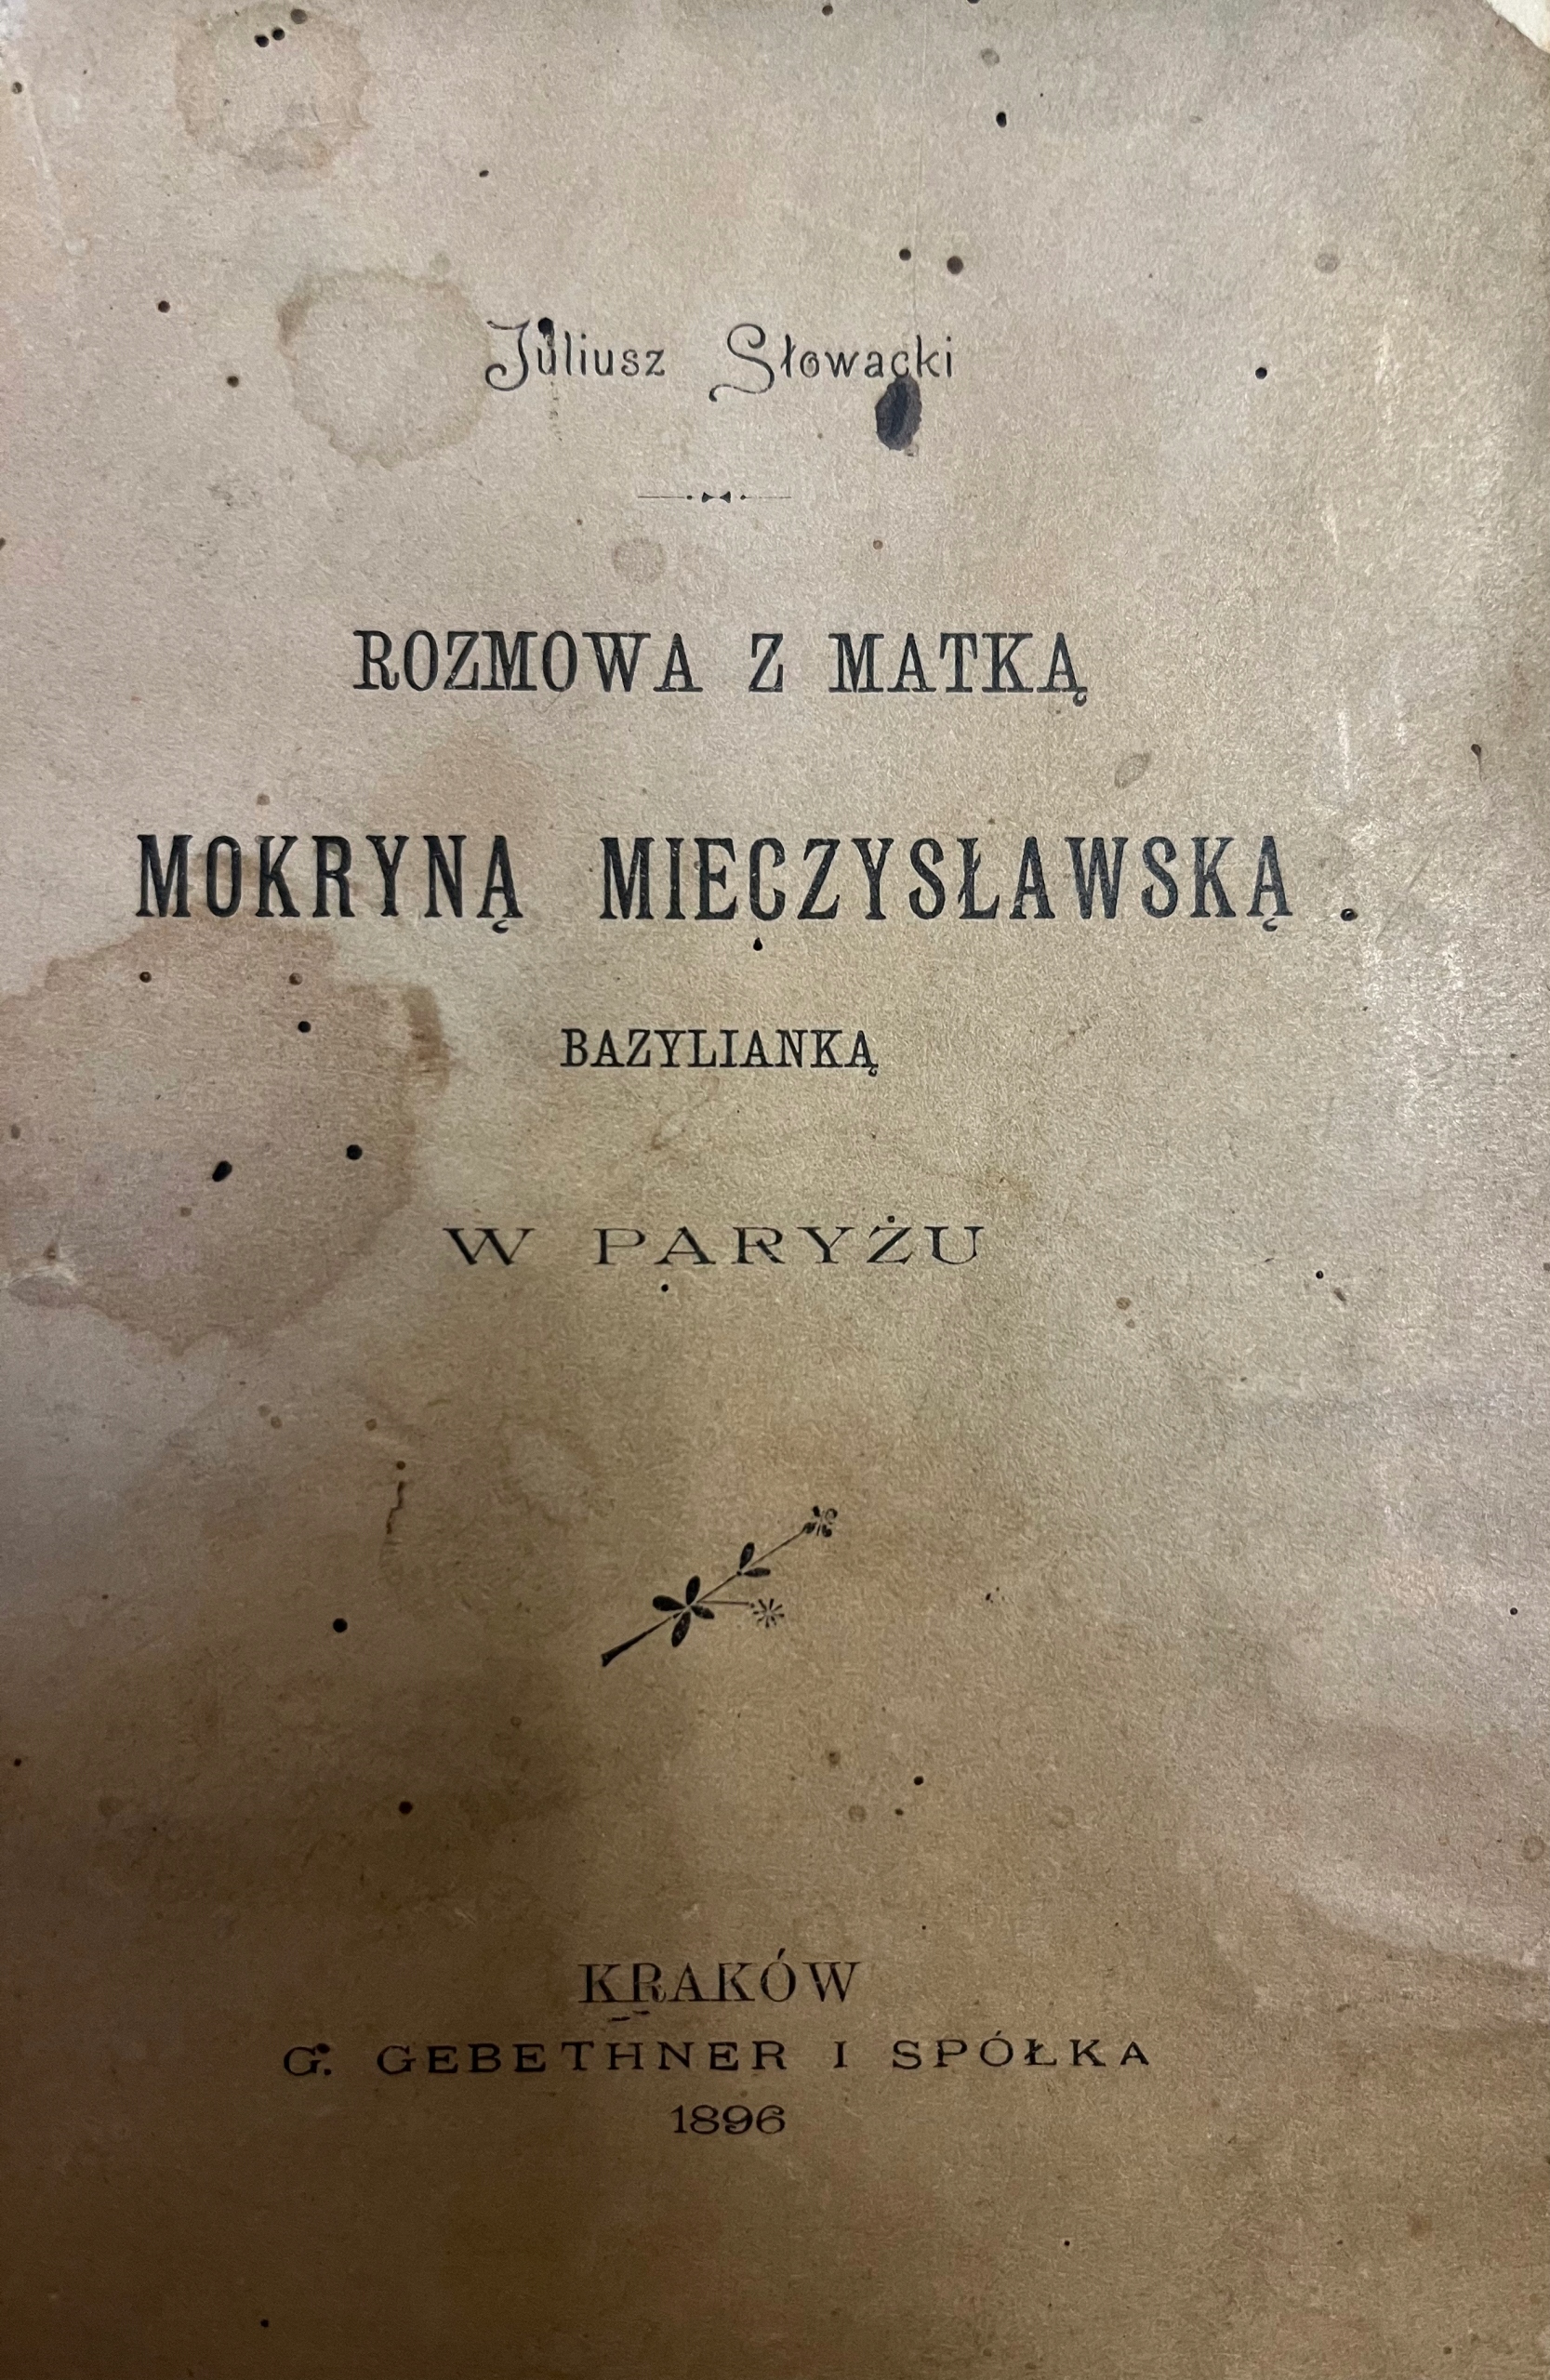 Juliusz Słowacki
ROZMOWA Z MATKĄ
MOKRYNĄ MIECZYSŁAWSKĄ
BAZYLIANKĄ
W PARYŻU
KRAKÓW
G. GEBETHNER I SPÓŁKA
1896